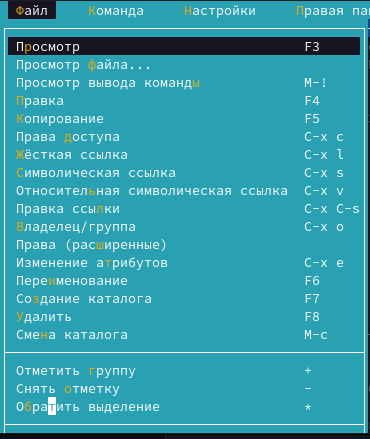 Файл Команда Настройки Правая па
Просмотр F3
Просмотр файла...
Просмотр вывода команды M-!
Правка F4
Копирование F5
Права доступа C-x c
Жёсткая ссылка C-x l
Символическая ссылка C-x s
Относительная символическая ссылка C-x v
Правка ссылки C-x C-s
Владелец/группа C-x o
Права (расширенные)
Изменение атрибутов C-x e
Переименование F6
Создание каталога F7
Удалить F8
Смена каталога M-c
Отметить группу +
Снять отметку -
Обратить выделение *